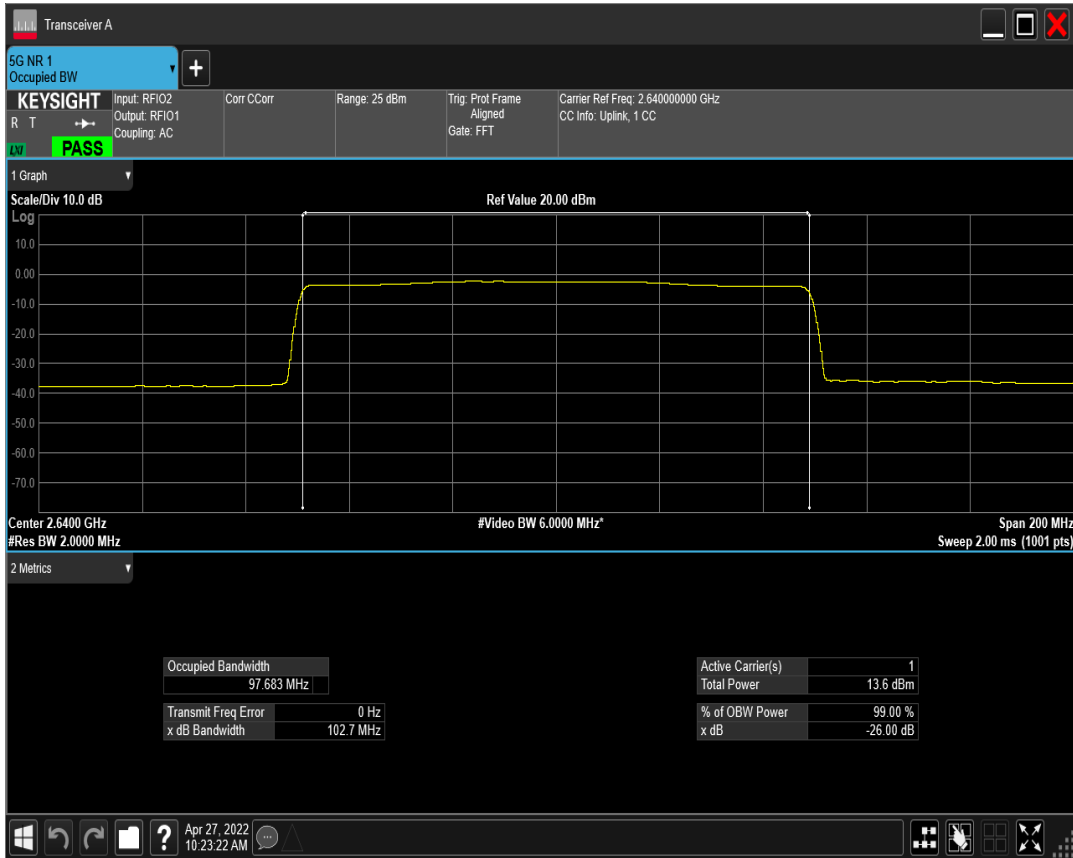 Transceiver A
5G NR 1
Occupied BW
+
KEYSIGHT
R T
LXI
PASS
Input: RFIO2
Output: RFIO1
Coupling: AC
Corr CCorr
Range: 25 dBm
Trig: Prot Frame
Aligned
Gate: FFT
Carrier Ref Freq: 2.640000000 GHz
CC Info: Uplink, 1 CC
1 Graph
Scale/Div 10.0 dB
Ref Value 20.00 dBm
Log
10.0
0.00
-10.0
-20.0
-30.0
-40.0
-50.0
-60.0
-70.0
Center 2.6400 GHz
#Video BW 6.0000 MHz*
Span 200 MHz
#Res BW 2.0000 MHz
Sweep 2.00 ms (1001 pts)
2 Metrics
Occupied Bandwidth
97.683 MHz
Transmit Freq Error 0 Hz
x dB Bandwidth 102.7 MHz
Active Carrier(s) 1
Total Power 13.6 dBm
% of OBW Power 99.00 %
x dB -26.00 dB
?
Apr 27, 2022
10:23:22 AM